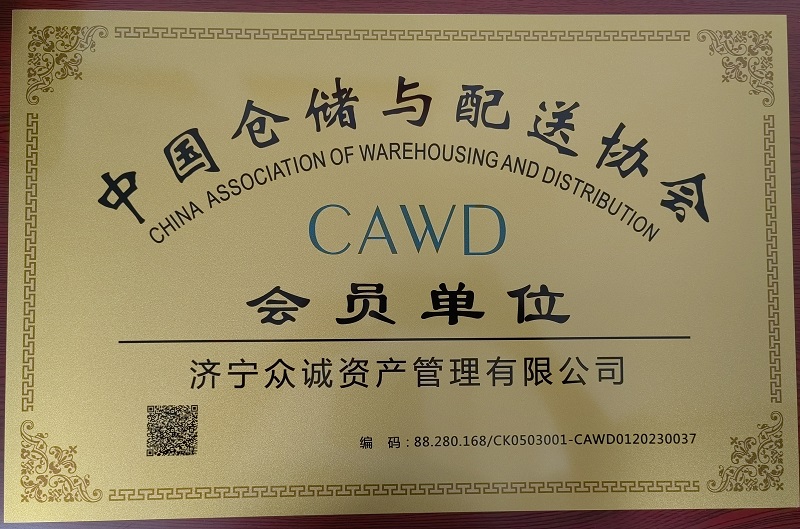 中国仓储与配送协会
CHINA ASSOCIATION OF WAREHOUSING AND DISTRIBUTION
CAWD
会员单位
济宁众诚资产管理有限公司
编 码：88.280.168/CK0503001-CAWD0120230037